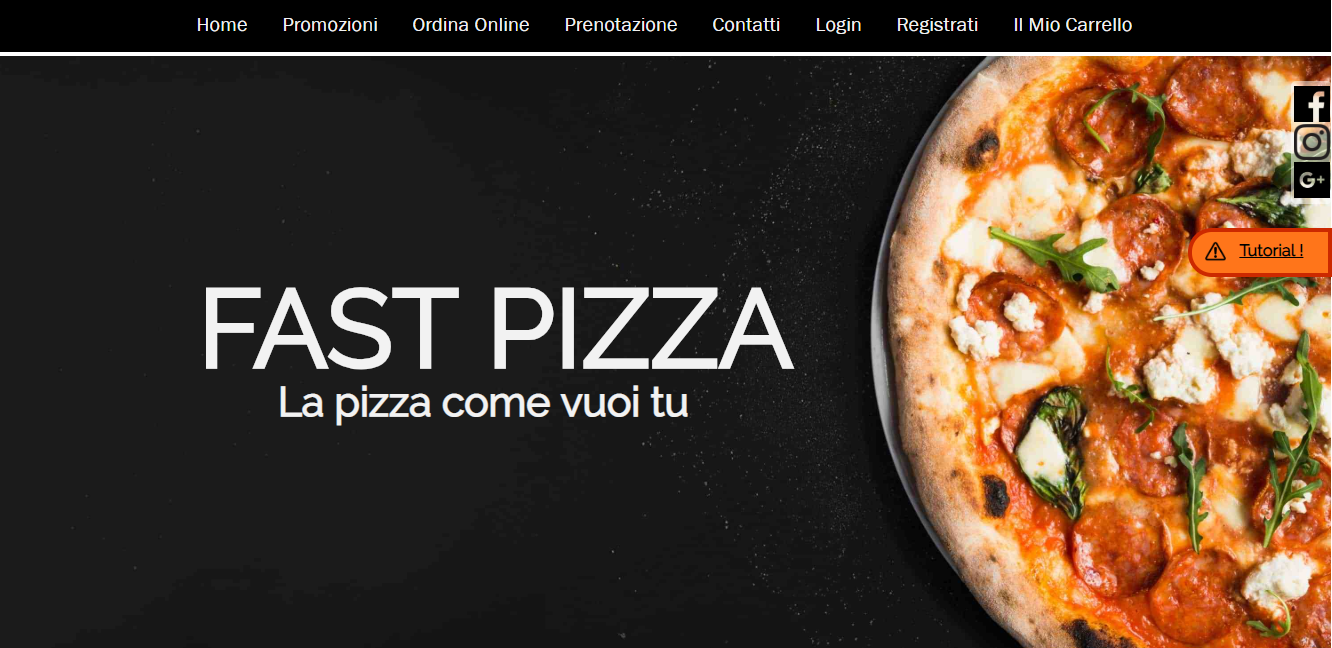 Home Promozioni Ordina Online Prenotazione Contatti Login Registrati Il Mio Carrello
G+
Tutorial !
FAST PIZZA
La pizza come vuoi tu